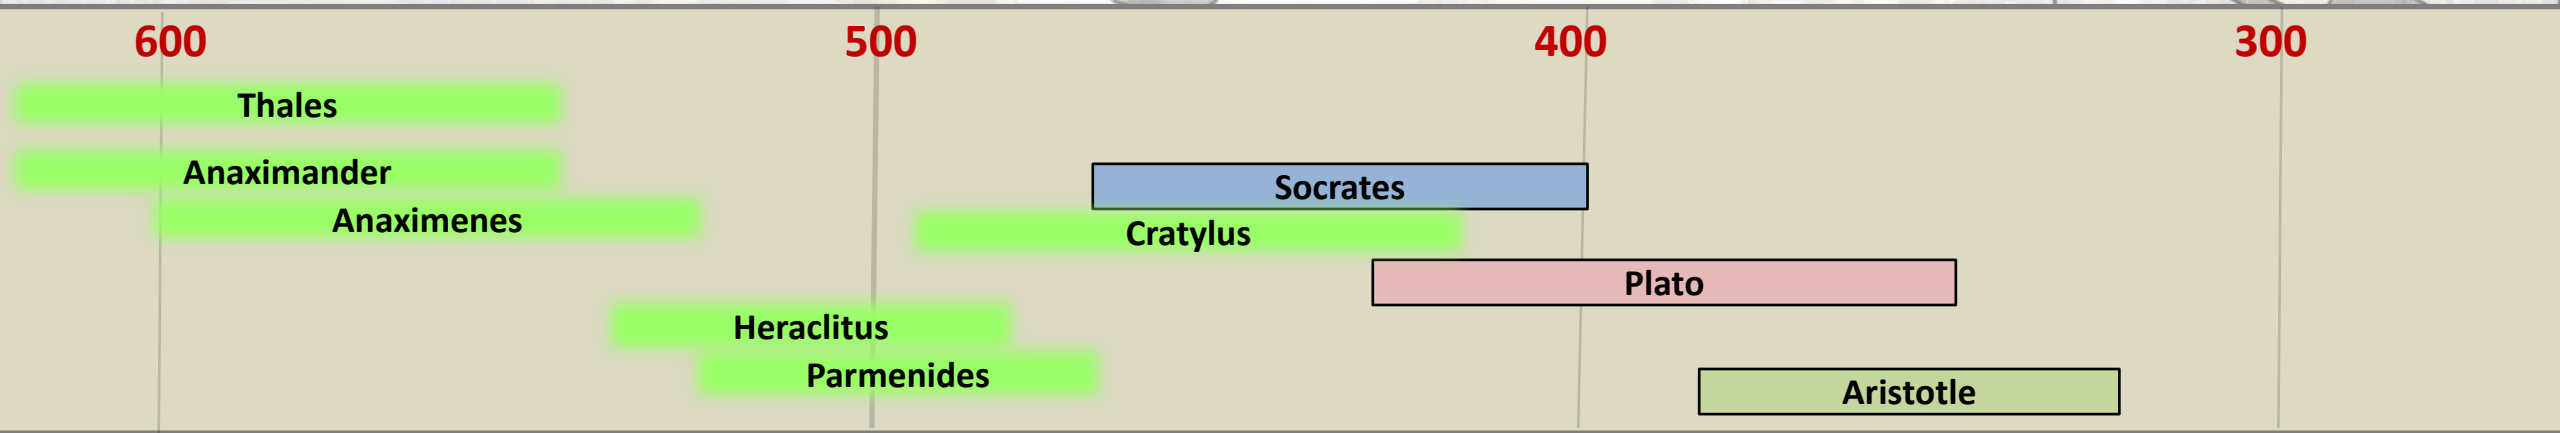 600 500 400 300
Thales
Anaximander
Socrates
Anaximenes
Cratylus
Plato
Heraclitus
Parmenides
Aristotle